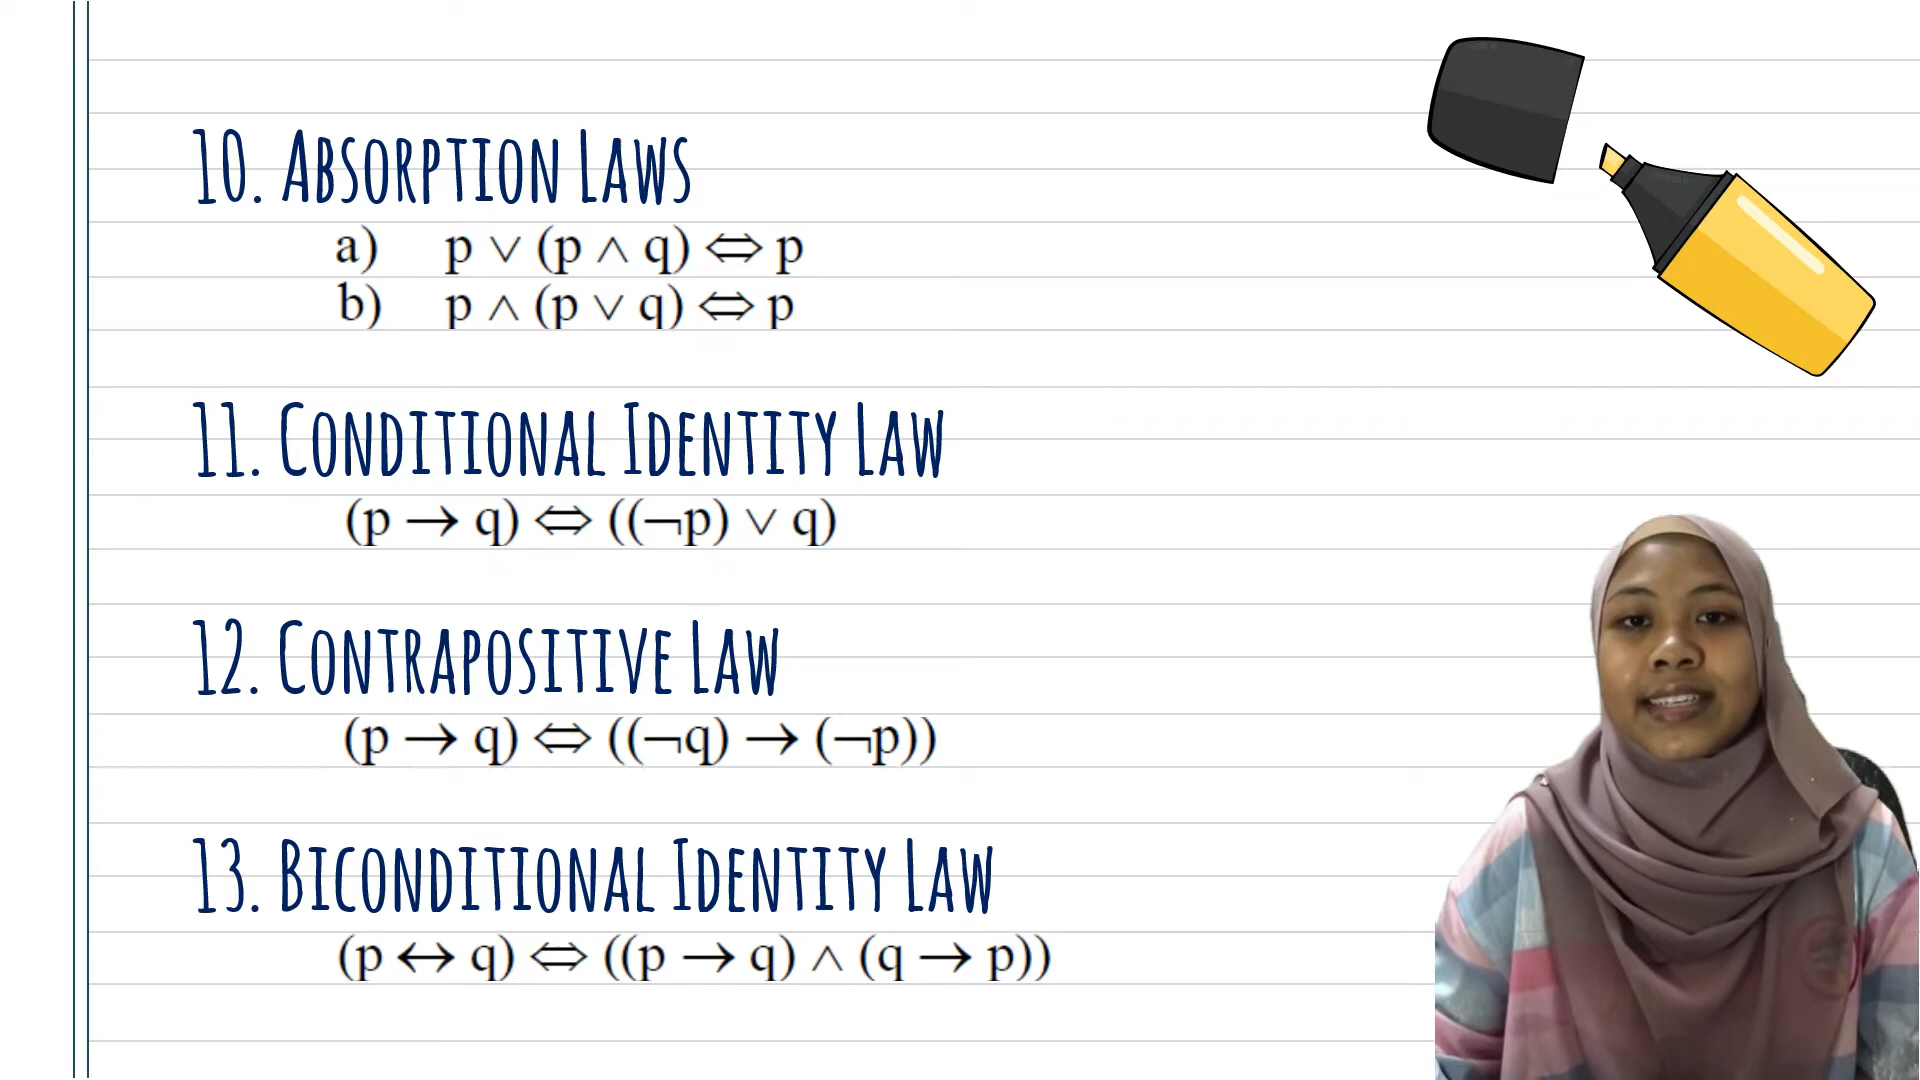 10. Absorption Laws
a) p ∨ (p ∧ q) ⇔ p
b) p ∧ (p ∨ q) ⇔ p
11. Conditional Identity Law
(p → q) ⇔ ((¬p) ∨ q)
12. Contrapositive Law
(p → q) ⇔ ((¬q) → (¬p))
13. Biconditional Identity Law
(p ↔ q) ⇔ ((p → q) ∧ (q → p))